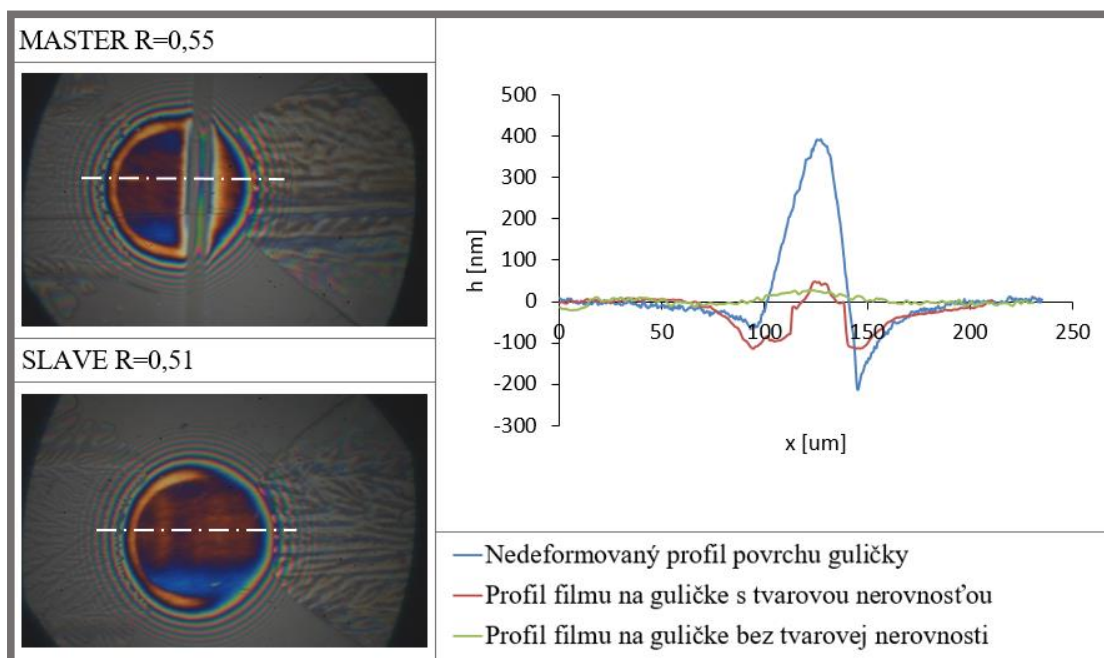 MASTER R=0,55
SLAVE R=0,51
500
400
300
200
100
0
-100
-200
-300
0
50
100
150
200
250
h [nm]
x [um]
Nedeformovaný profil povrchu guličky
Profil filmu na guličke s tvarovou nerovnosťou
Profil filmu na guličke bez tvarovej nerovnosti